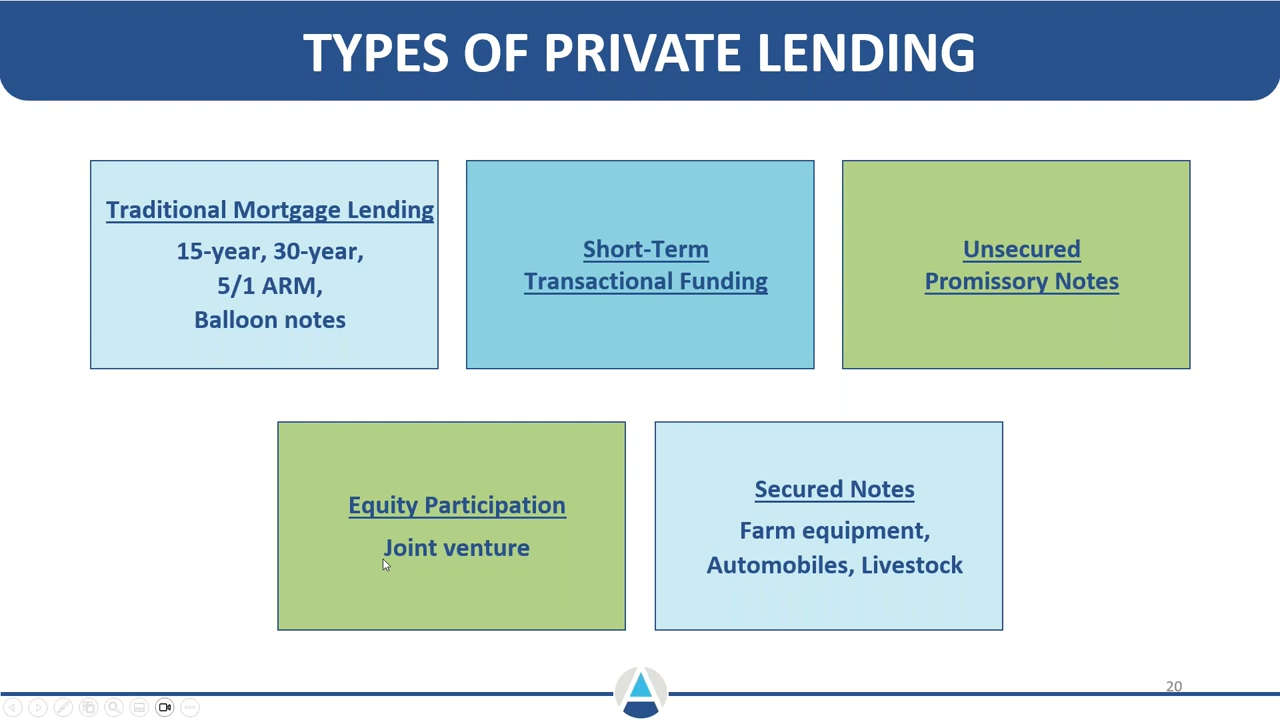 TYPES OF PRIVATE LENDING
Traditional Mortgage Lending
15-year, 30-year,
5/1 ARM,
Balloon notes
Short-Term
Transactional Funding
Unsecured
Promissory Notes
Equity Participation
Joint venture
Secured Notes
Farm equipment,
Automobiles, Livestock
20